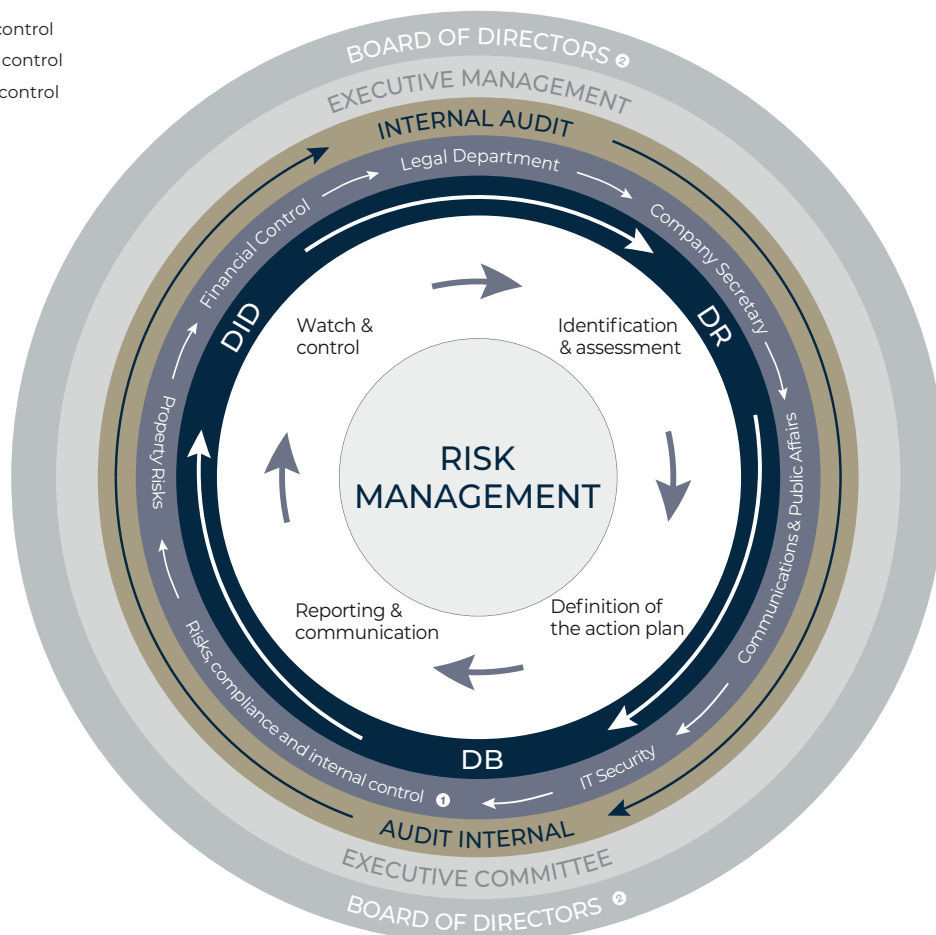 control
control
control
BOARD OF DIRECTORS 2
EXECUTIVE MANAGEMENT
INTERNAL AUDIT
Legal Department
Financial Control
Company Secretary
DID
DR
Watch &
control
Identification
& assessment
Property Risks
Communications & Public Affairs
RISK
MANAGEMENT
Reporting &
communication
Definition of
the action plan
Risks, compliance and internal control 1
IT Security
DB
AUDIT INTERNAL
EXECUTIVE COMMITTEE
BOARD OF DIRECTORS 2